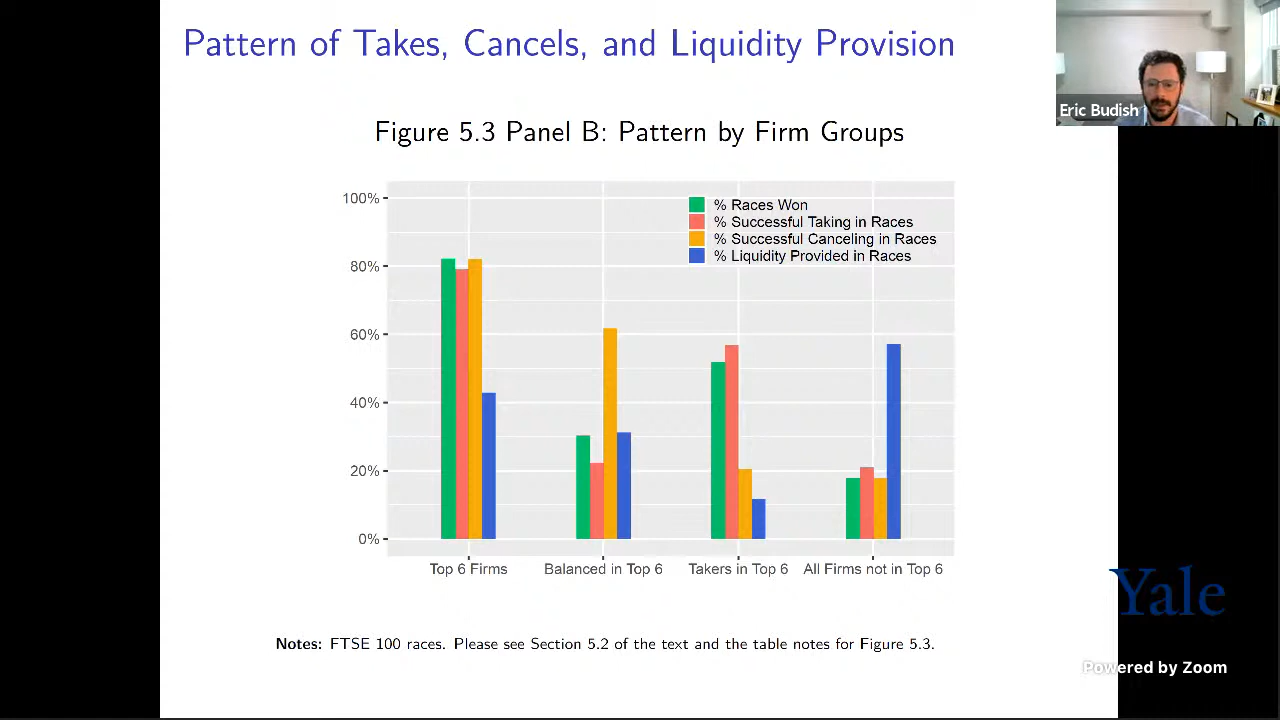 Pattern of Takes, Cancels, and Liquidity Provision
Eric Budish
Figure 5.3 Panel B: Pattern by Firm Groups
100%
80%
60%
40%
20%
0%
% Races Won
% Successful Taking in Races
% Successful Canceling in Races
% Liquidity Provided in Races
Top 6 Firms
Balanced in Top 6
Takers in Top 6
All Firms not in Top 6
Notes: FTSE 100 races. Please see Section 5.2 of the text and the table notes for Figure 5.3.
Yale
Powered by Zoom